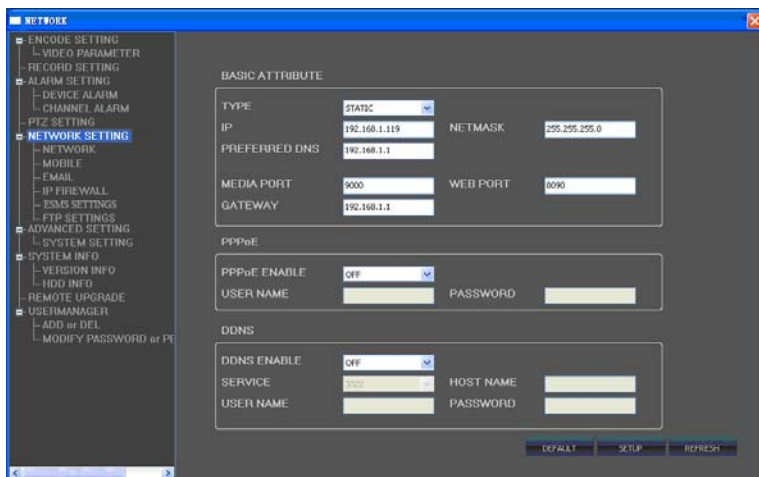 NETWORK
ENCODE SETTING
VIDEO PARAMETER
RECORD SETTING
ALARM SETTING
DEVICE ALARM
CHANNEL ALARM
PTZ SETTING
NETWORK SETTING
NETWORK
MOBILE
EMAIL
IP FIREWALL
ESMS SETTINGS
FTP SETTINGS
ADVANCED SETTING
SYSTEM SETTING
SYSTEM INFO
VERSION INFO
HDD INFO
REMOTE UPGRADE
USERMANAGER
ADD or DEL
MODIFY PASSWORD or PE
BASIC ATTRIBUTE
TYPE STATIC
IP 192.168.1.119 NETMASK 255.255.255.0
PREFERRED DNS 192.168.1.1
MEDIA PORT 9000 WEB PORT 8090
GATEWAY 192.168.1.1
PPPoE
PPPoE ENABLE OFF
USER NAME PASSWORD
DDNS
DDNS ENABLE OFF
SERVICE 3322 HOST NAME
USER NAME PASSWORD
DEFAULT SETUP REFRESH